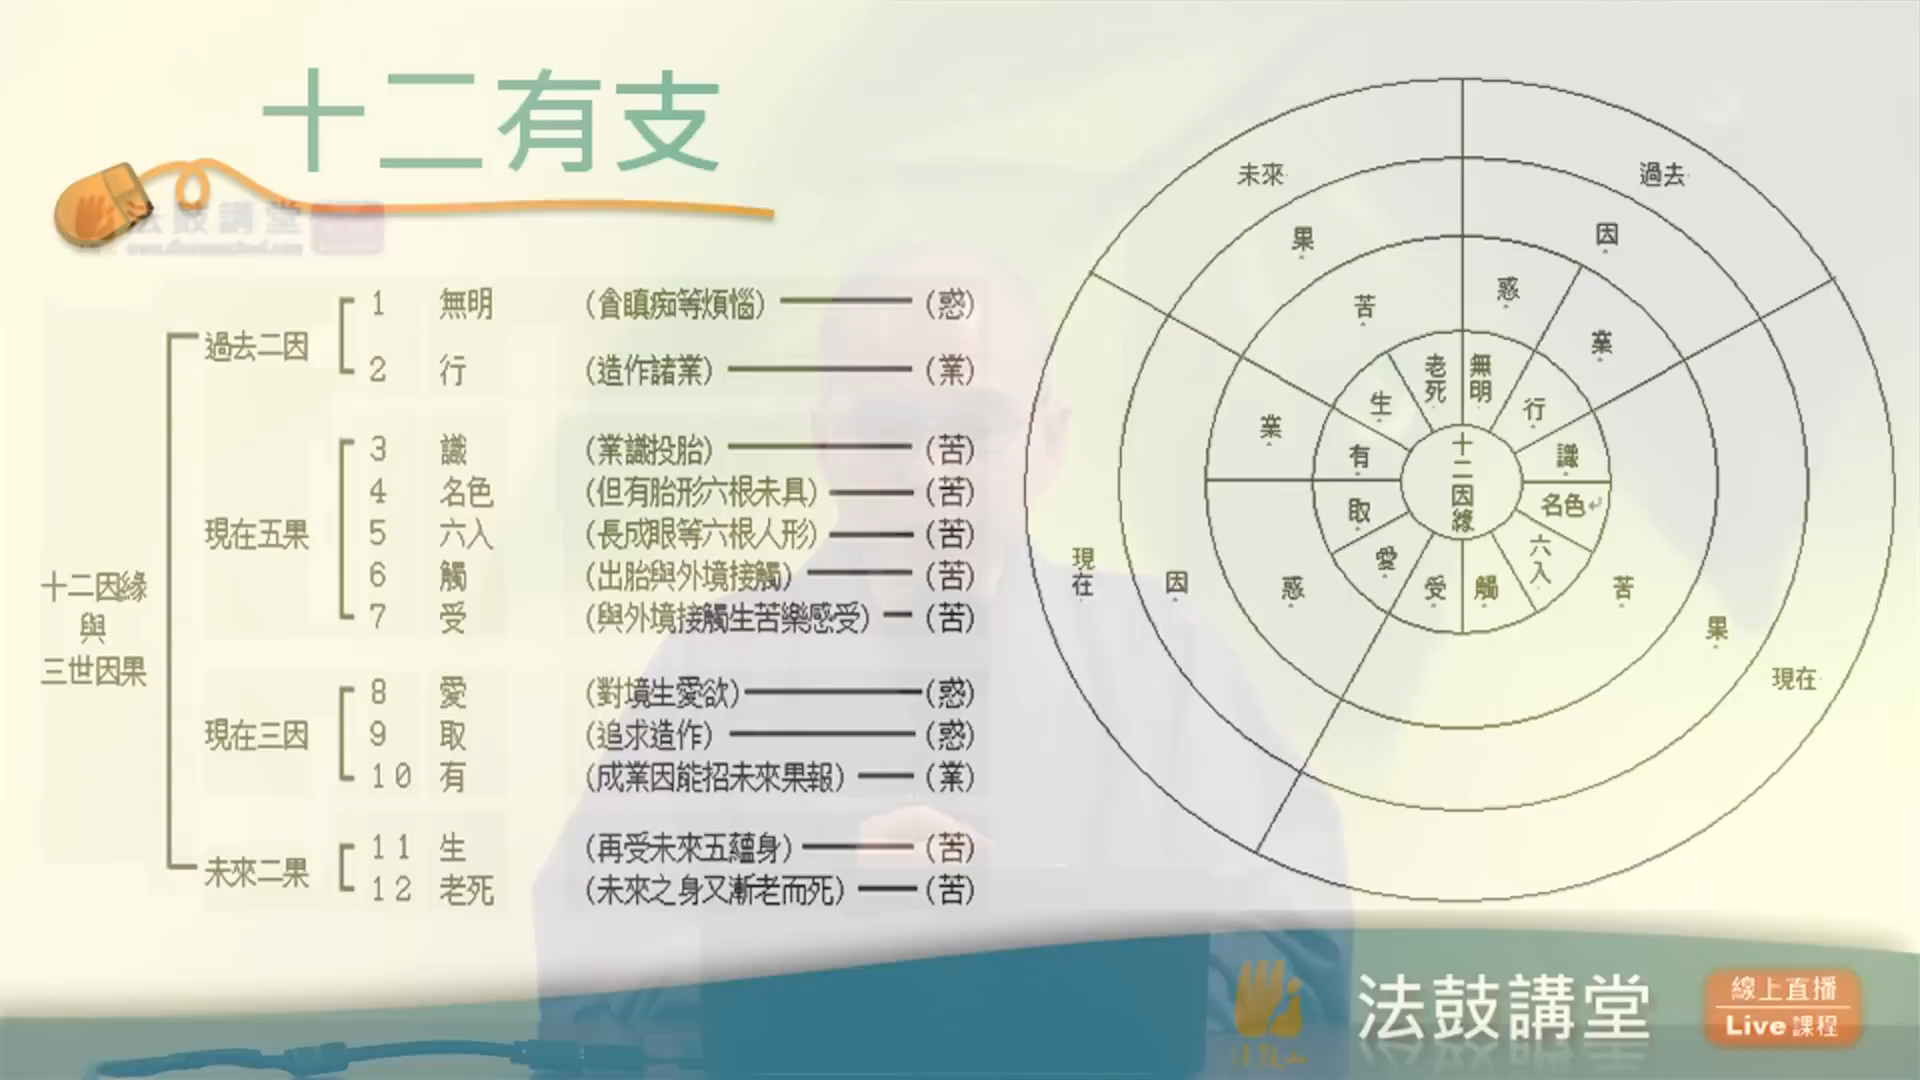 十二有支
法鼓講堂
十二因緣
與
三世因果
過去二因
1 無明 (貪瞋痴等煩惱) (惑)
2 行 (造作諸業) (業)
現在五果
3 識 (業識投胎) (苦)
4 名色 (但有胎形六根未具) (苦)
5 六入 (長成眼等六根人形) (苦)
6 觸 (出胎與外境接觸) (苦)
7 受 (與外境接觸生苦樂感受) (苦)
現在三因
8 愛 (對境生愛欲) (惑)
9 取 (追求造作) (惑)
10 有 (成業因能招未來果報) (業)
未來二果
11 生 (再受未來五蘊身) (苦)
12 老死 (未來之身又漸老而死) (苦)
未來
過去
果
因
苦
惑
業
老死
無明
生
行
業
有
識
十二因緣
取
名色
愛
六入
受
觸
現在
因
惑
苦
果
現在
法鼓講堂
線上直播
Live 課程